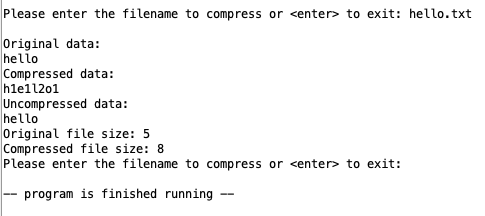 Please enter the filename to compress or <enter> to exit: hello.txt
Original data:
hello
Compressed data:
h1e1l2o1
Uncompressed data:
hello
Original file size: 5
Compressed file size: 8
Please enter the filename to compress or <enter> to exit:
-- program is finished running --